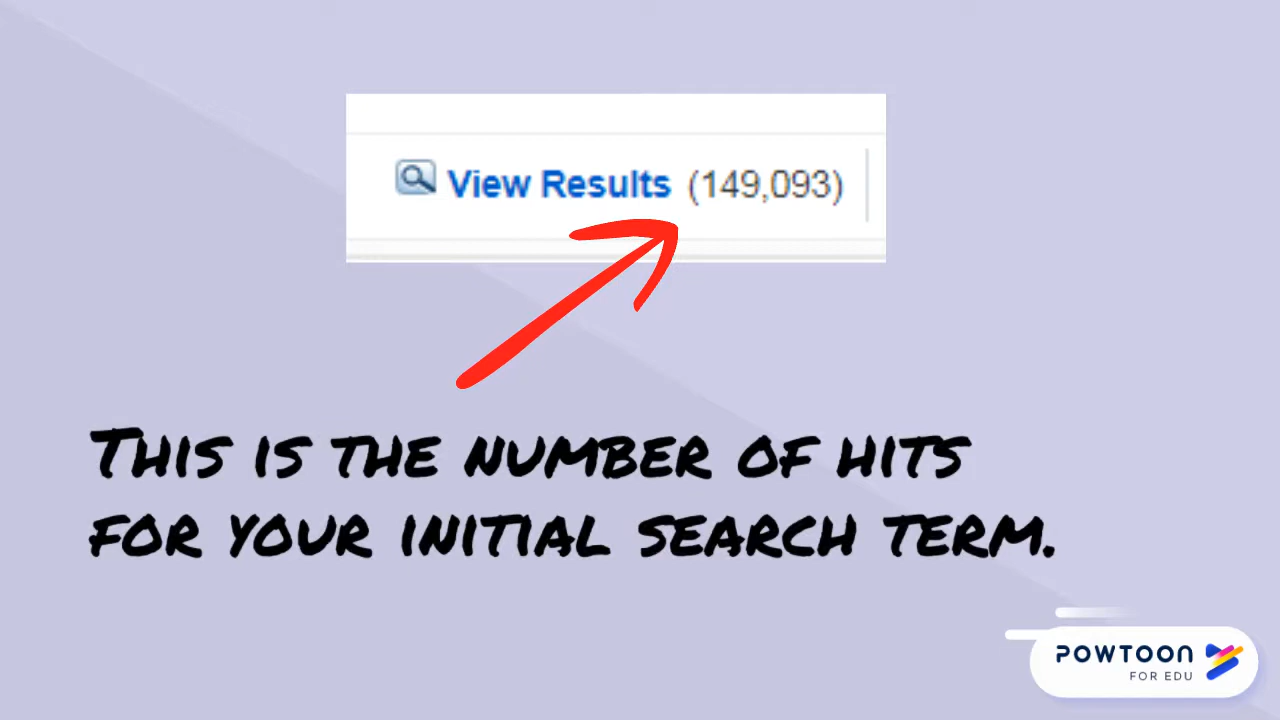 View Results (149,093)
THIS IS THE NUMBER OF HITS
FOR YOUR INITIAL SEARCH TERM.
POWTOON
FOR EDU